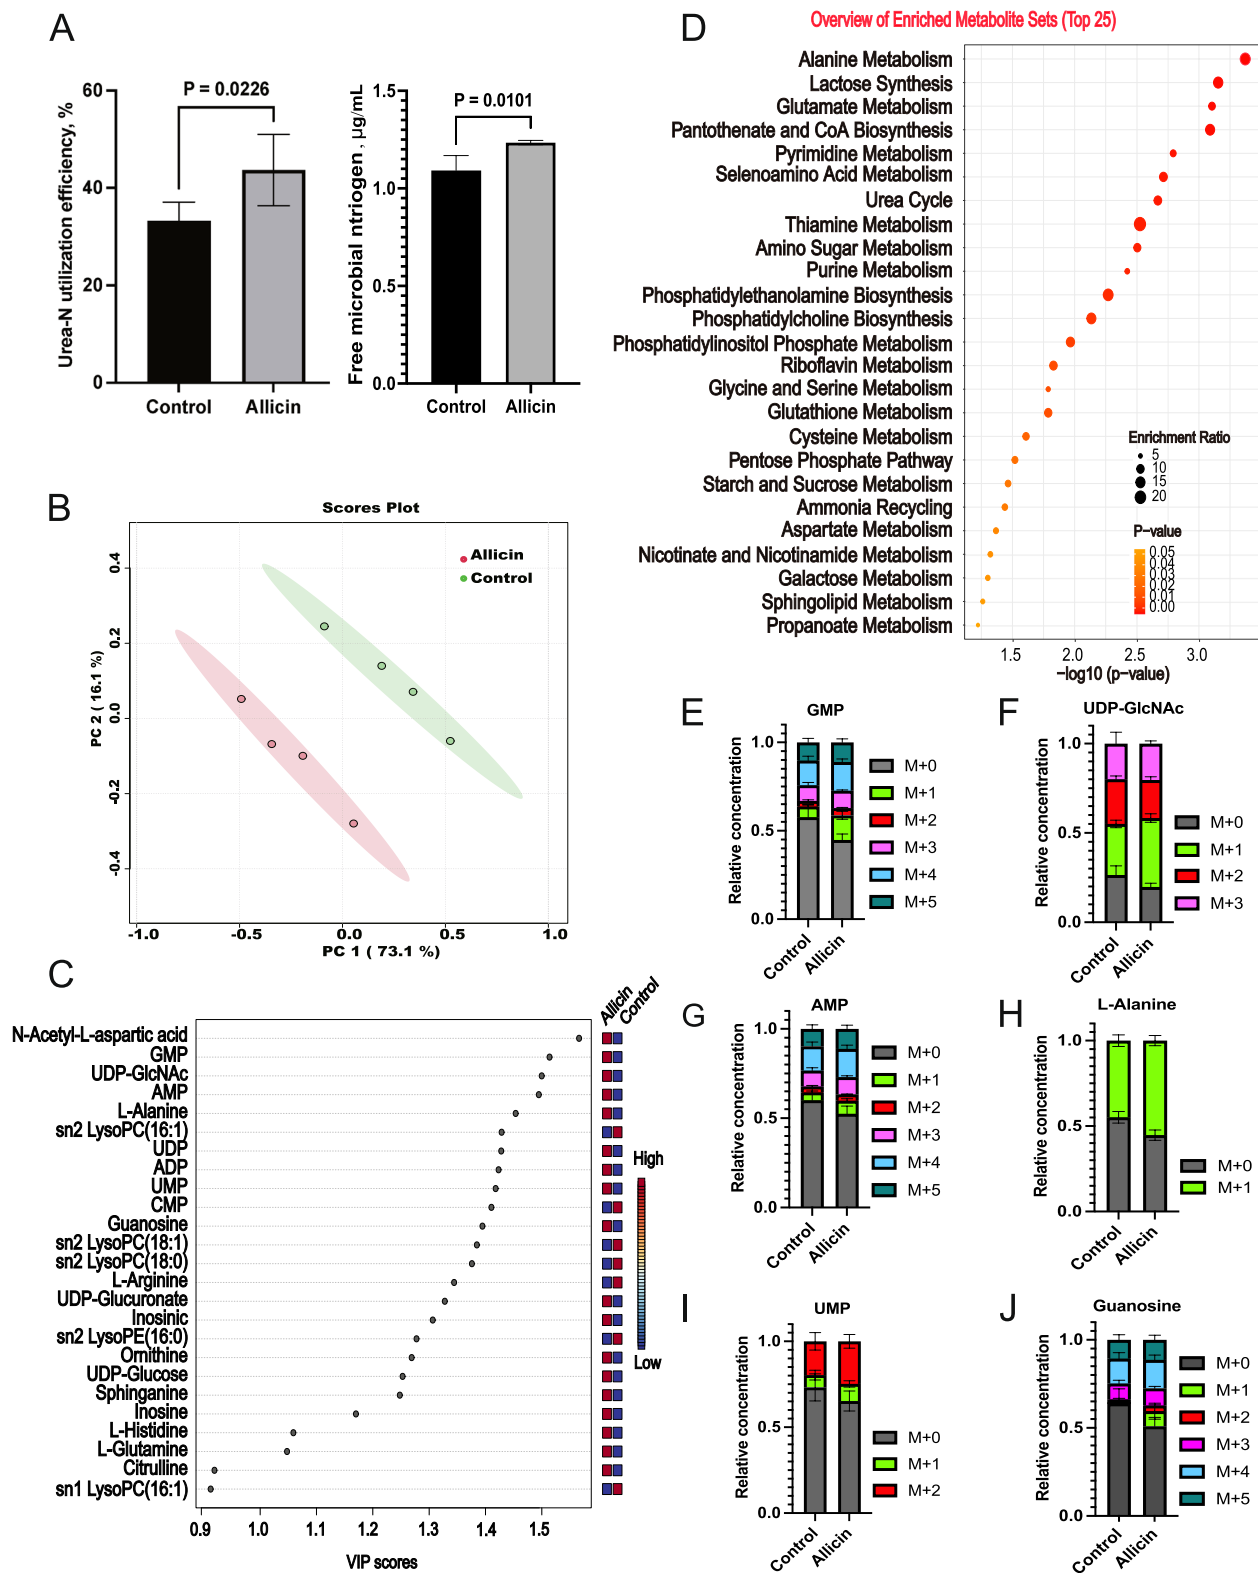 A
Urea-N utilization efficiency, %
60
40
20
0
P = 0.0226
Control
Allicin
Free microbial ntriogen , μg/mL
1.5
1.0
0.5
0.0
P = 0.0101
Control
Allicin
B
Scores Plot
Allicin
Control
PC 2 ( 16.1 %)
0.4
0.2
0.0
-0.2
-0.4
-1.0
-0.5
0.0
0.5
1.0
PC 1 ( 73.1 %)
C
Allicin
Control
N-Acetyl-L-aspartic acid
GMP
UDP-GlcNAc
AMP
L-Alanine
sn2 LysoPC(16:1)
UDP
ADP
UMP
CMP
Guanosine
sn2 LysoPC(18:1)
sn2 LysoPC(18:0)
L-Arginine
UDP-Glucuronate
Inosinic
sn2 LysoPE(16:0)
Ornithine
UDP-Glucose
Sphinganine
Inosine
L-Histidine
L-Glutamine
Citrulline
sn1 LysoPC(16:1)
High
Low
0.9
1.0
1.1
1.2
1.3
1.4
1.5
VIP scores
D
Overview of Enriched Metabolite Sets (Top 25)
Alanine Metabolism
Lactose Synthesis
Glutamate Metabolism
Pantothenate and CoA Biosynthesis
Pyrimidine Metabolism
Selenoamino Acid Metabolism
Urea Cycle
Thiamine Metabolism
Amino Sugar Metabolism
Purine Metabolism
Phosphatidylethanolamine Biosynthesis
Phosphatidylcholine Biosynthesis
Phosphatidylinositol Phosphate Metabolism
Riboflavin Metabolism
Glycine and Serine Metabolism
Glutathione Metabolism
Cysteine Metabolism
Pentose Phosphate Pathway
Starch and Sucrose Metabolism
Ammonia Recycling
Aspartate Metabolism
Nicotinate and Nicotinamide Metabolism
Galactose Metabolism
Sphingolipid Metabolism
Propanoate Metabolism
Enrichment Ratio
5
10
15
20
P-value
0.05
0.04
0.03
0.02
0.01
0.00
1.5
2.0
2.5
3.0
−log10 (p-value)
E
GMP
Relative concentration
1.0
0.5
0.0
Control
Allicin
M+0
M+1
M+2
M+3
M+4
M+5
F
UDP-GlcNAc
Relative concentration
1.0
0.5
0.0
Control
Allicin
M+0
M+1
M+2
M+3
G
AMP
Relative concentration
1.0
0.5
0.0
Control
Allicin
M+0
M+1
M+2
M+3
M+4
M+5
H
L-Alanine
Relative concentration
1.0
0.5
0.0
Control
Allicin
M+0
M+1
I
UMP
Relative concentration
1.0
0.5
0.0
Control
Allicin
M+0
M+1
M+2
J
Guanosine
Relative concentration
1.0
0.5
0.0
Control
Allicin
M+0
M+1
M+2
M+3
M+4
M+5